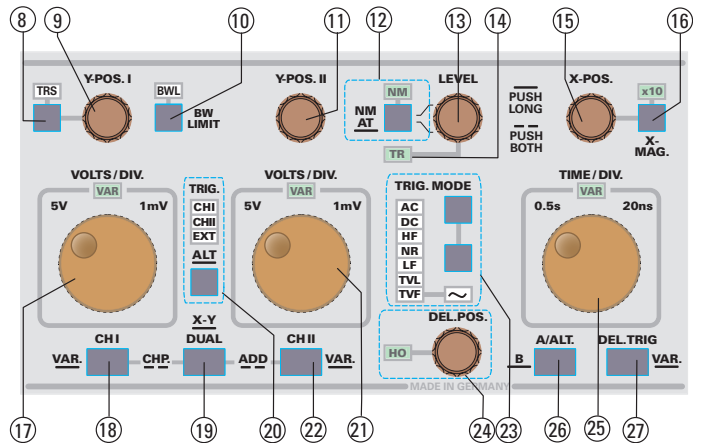 8 9 10 11 12 13 14 15 16
Y-POS. I Y-POS. II LEVEL X-POS.
TRS BWL NM x10
BW LIMIT
NM
AT
TR
PUSH LONG
PUSH BOTH
X-MAG.
VOLTS / DIV.
VAR
5V 1mV
TRIG.
CHI
CHII
EXT
ALT
VOLTS / DIV.
VAR
5V 1mV
TRIG. MODE
AC
DC
HF
NR
LF
TVL
TVF ~
TIME / DIV.
VAR
0.5s 20ns
X-Y
VAR. CH I CHP. DUAL ADD CH II VAR.
DEL.POS.
HO
B A/ALT. DEL.TRIG VAR.
MADE IN GERMANY
17 18 19 20 22 21 24 23 26 25 27